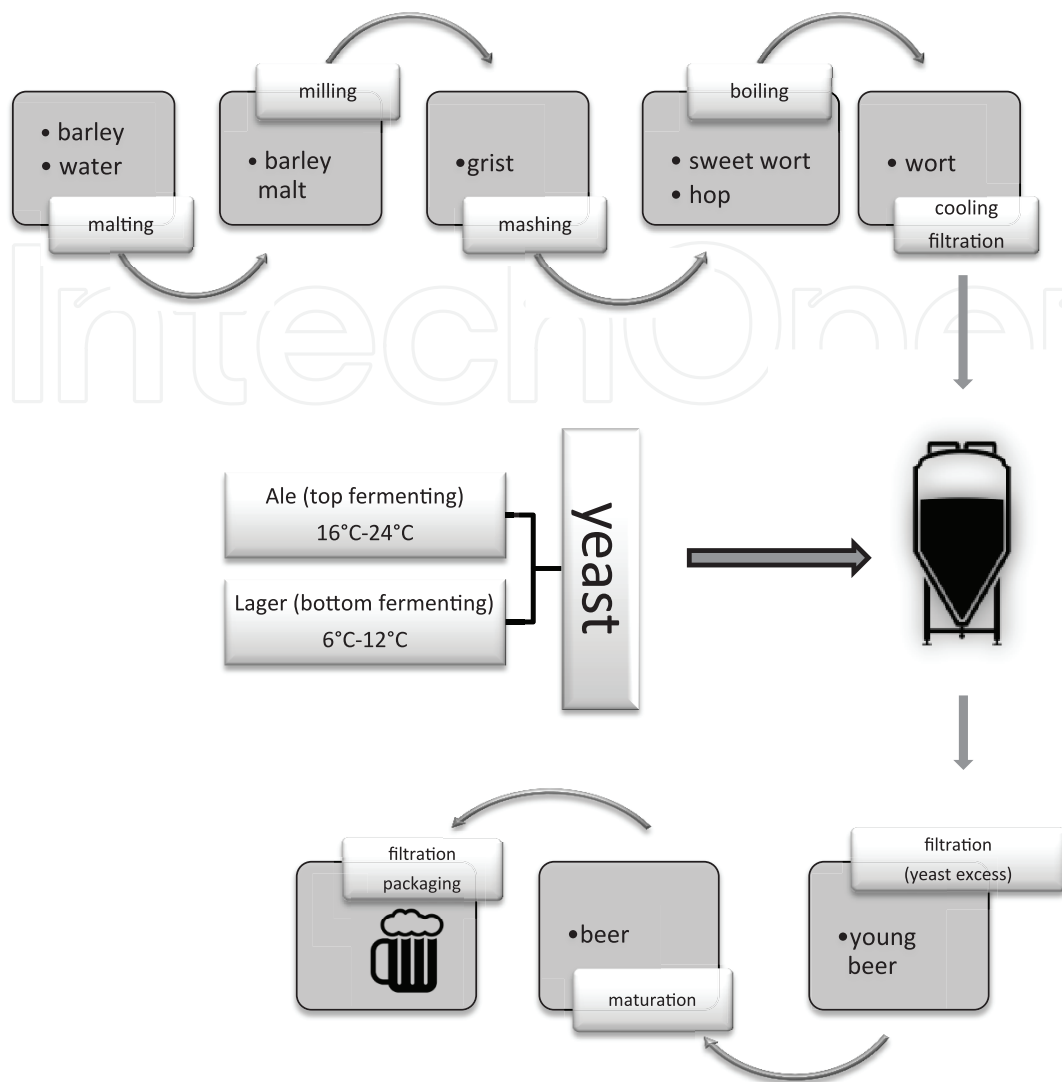 milling
boiling
• barley
• water
malting
• barley
malt
•grist
mashing
• sweet wort
• hop
• wort
cooling
filtration
IntechOpen
Ale (top fermenting)
16°C-24°C
Lager (bottom fermenting)
6°C-12°C
yeast
filtration
packaging
•beer
maturation
filtration
(yeast excess)
•young
beer